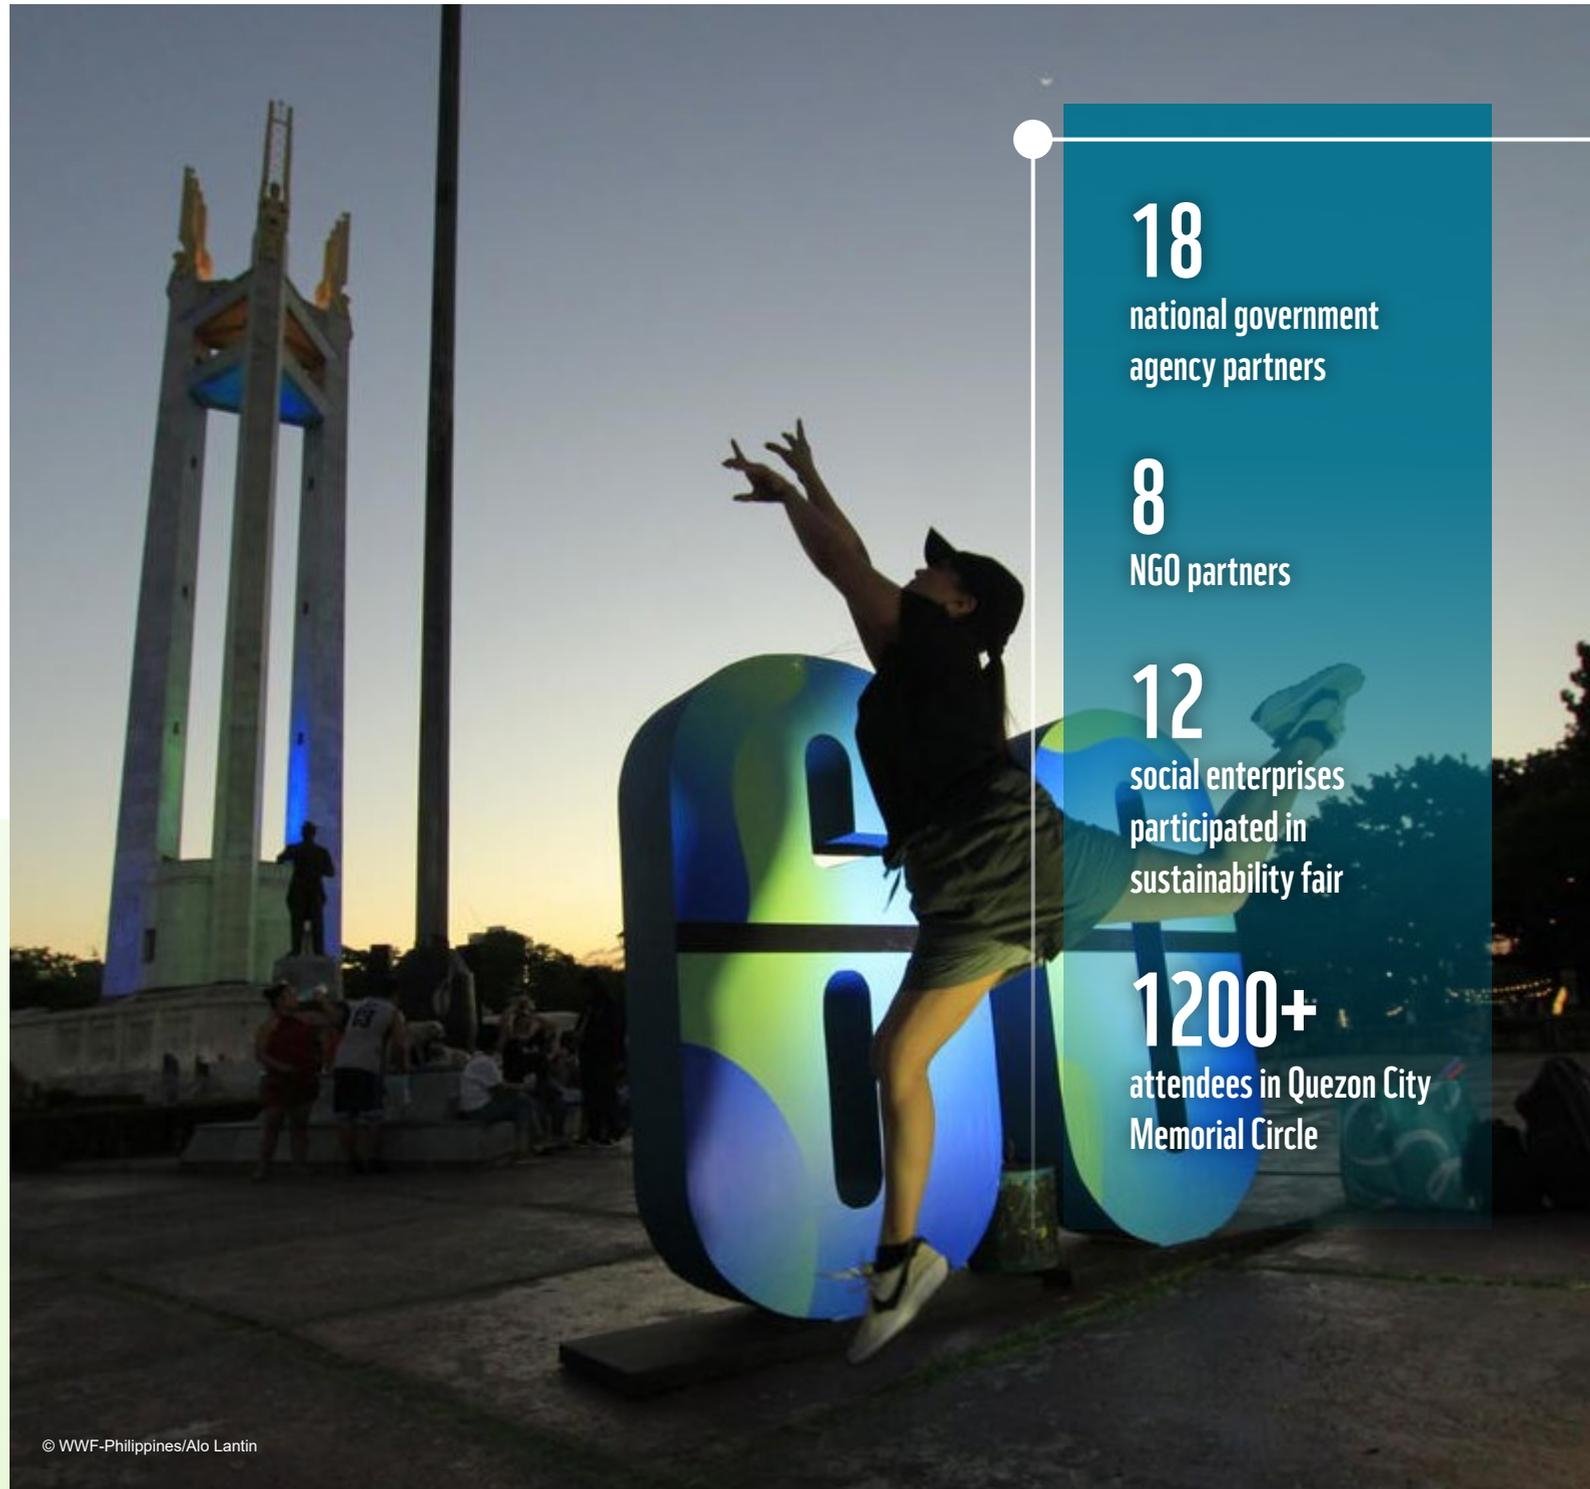 18
national government
agency partners
8
NGO partners
12
social enterprises
participated in
sustainability fair
1200+
attendees in Quezon City
Memorial Circle
60
© WWF-Philippines/Alo Lantin